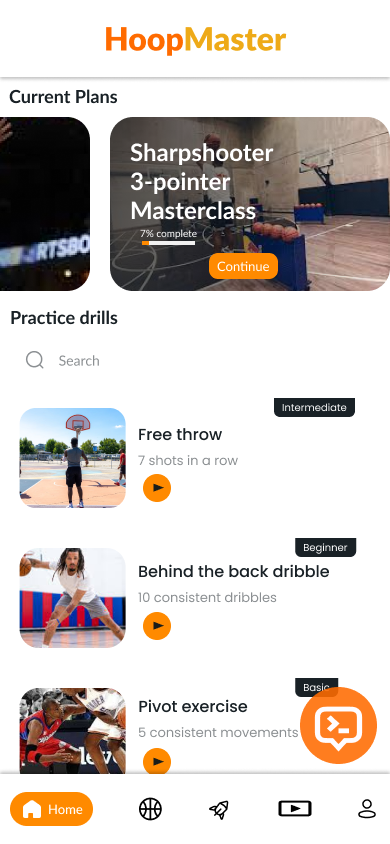 HoopMaster
Current Plans
RTSBO
Sharpshooter
3-pointer
Masterclass
7% complete
Continue
Practice drills
Search
Intermediate
Free throw
7 shots in a row
Beginner
Behind the back dribble
10 consistent dribbles
Basic
Pivot exercise
5 consistent movements
Home